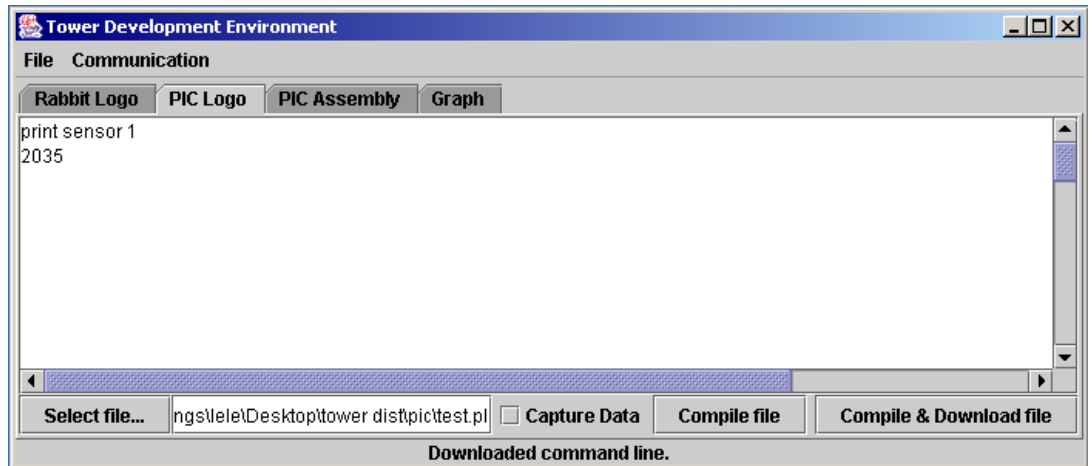 Tower Development Environment
File Communication
Rabbit Logo PIC Logo PIC Assembly Graph
print sensor 1
2035
Select file... ngs\lele\Desktop\tower dist\pic\test.pl Capture Data Compile file Compile & Download file
Downloaded command line.